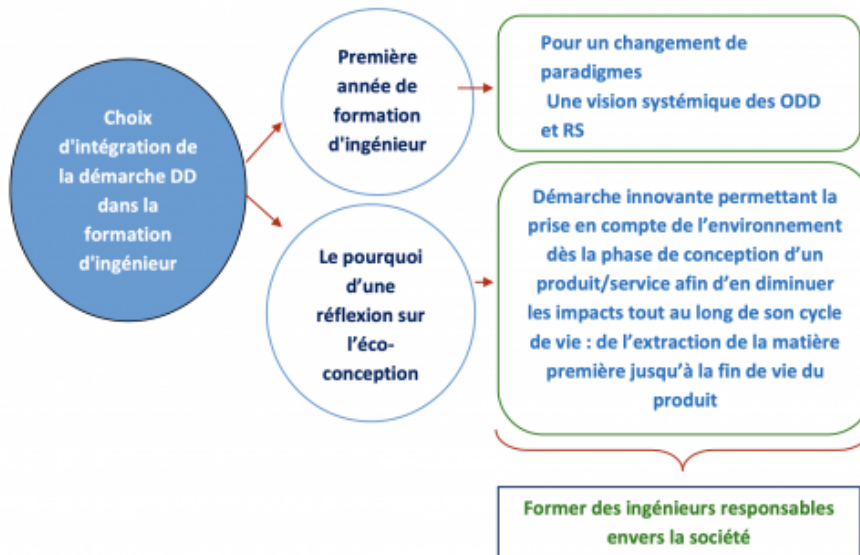 Choix
d'intégration de
la démarche DD
dans la
formation
d'ingénieur
Première
année de
formation
d'ingénieur
Pour un changement de
paradigmes
Une vision systémique des ODD
et RS
Le pourquoi
d’une
réflexion sur
l’éco-
conception
Démarche innovante permettant la
prise en compte de l’environnement
dès la phase de conception d’un
produit/service afin d’en diminuer
les impacts tout au long de son cycle
de vie : de l’extraction de la matière
première jusqu’à la fin de vie du
produit
Former des ingénieurs responsables
envers la société